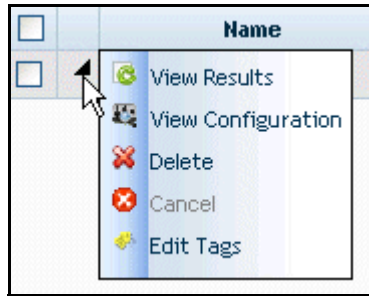 Name
View Results
View Configuration
Delete
Cancel
Edit Tags